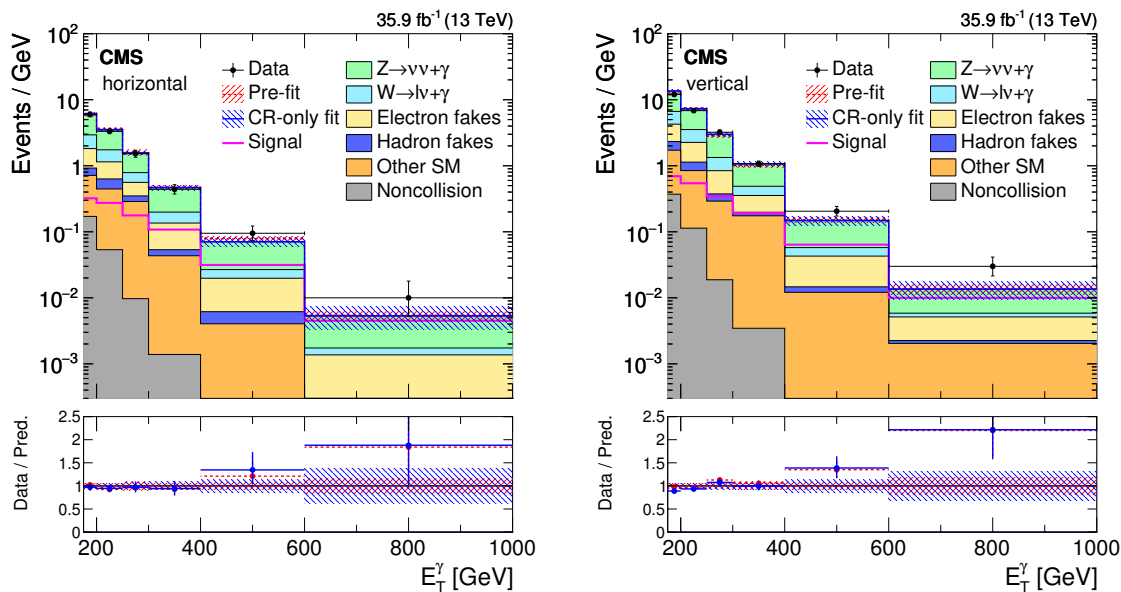 35.9 fb⁻¹ (13 TeV)
CMS
horizontal
Data
Pre-fit
CR-only fit
Signal
Z→νν+γ
W→lν+γ
Electron fakes
Hadron fakes
Other SM
Noncollision
Events / GeV
10²
10
1
10⁻¹
10⁻²
10⁻³
Data / Pred.
2.5
2
1.5
1
0.5
0
200 400 600 800 1000
E_T^γ [GeV]
35.9 fb⁻¹ (13 TeV)
CMS
vertical
Data
Pre-fit
CR-only fit
Signal
Z→νν+γ
W→lν+γ
Electron fakes
Hadron fakes
Other SM
Noncollision
Events / GeV
10²
10
1
10⁻¹
10⁻²
10⁻³
Data / Pred.
2.5
2
1.5
1
0.5
0
200 400 600 800 1000
E_T^γ [GeV]